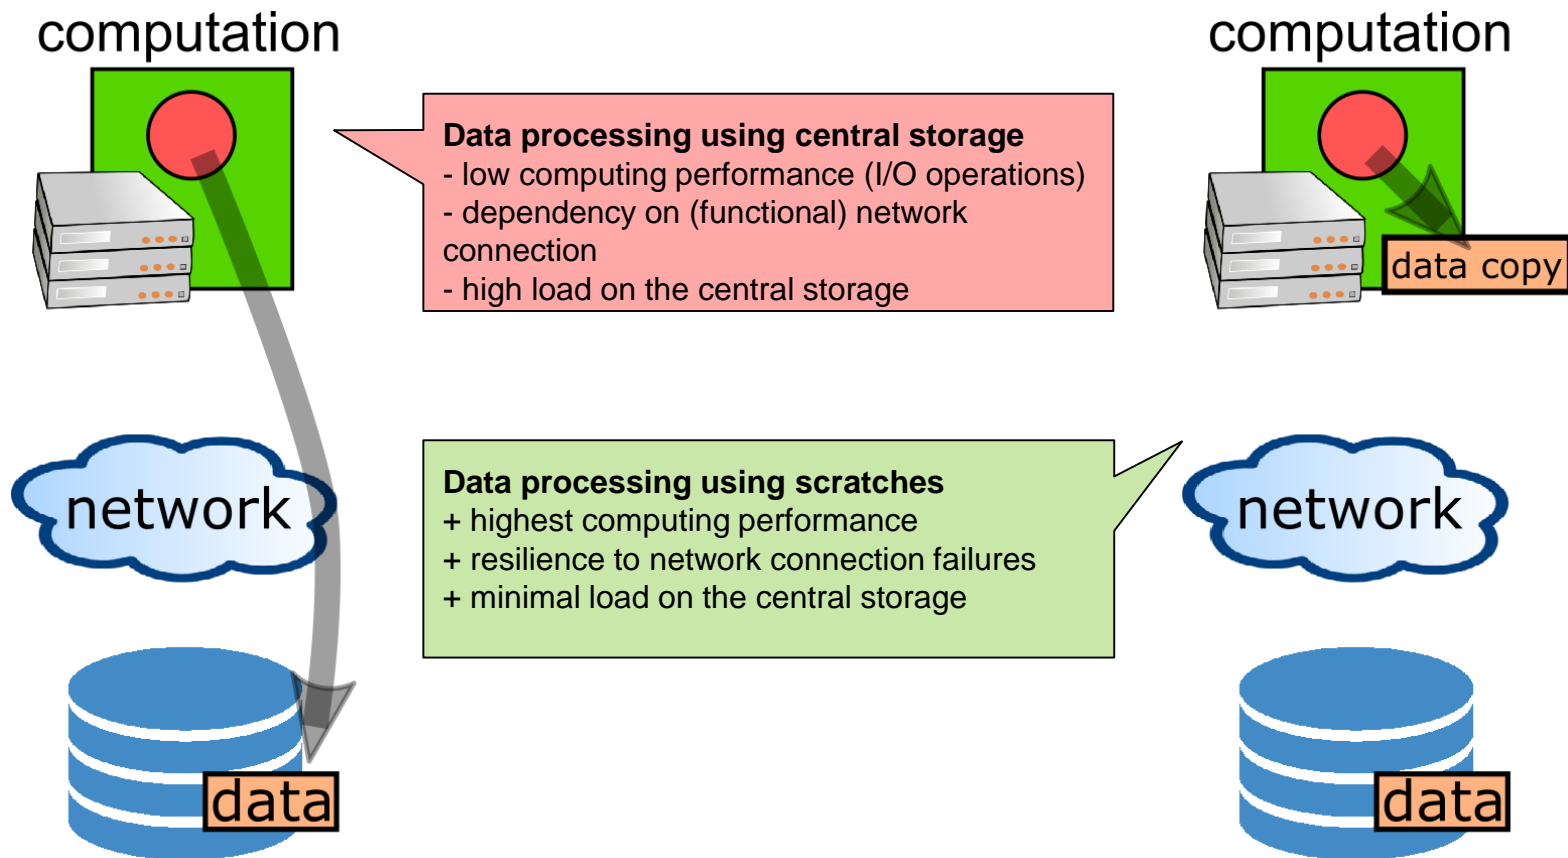 computation
computation
Data processing using central storage
- low computing performance (I/O operations)
- dependency on (functional) network
connection
- high load on the central storage
data copy
network
Data processing using scratches
+ highest computing performance
+ resilience to network connection failures
+ minimal load on the central storage
network
data
data